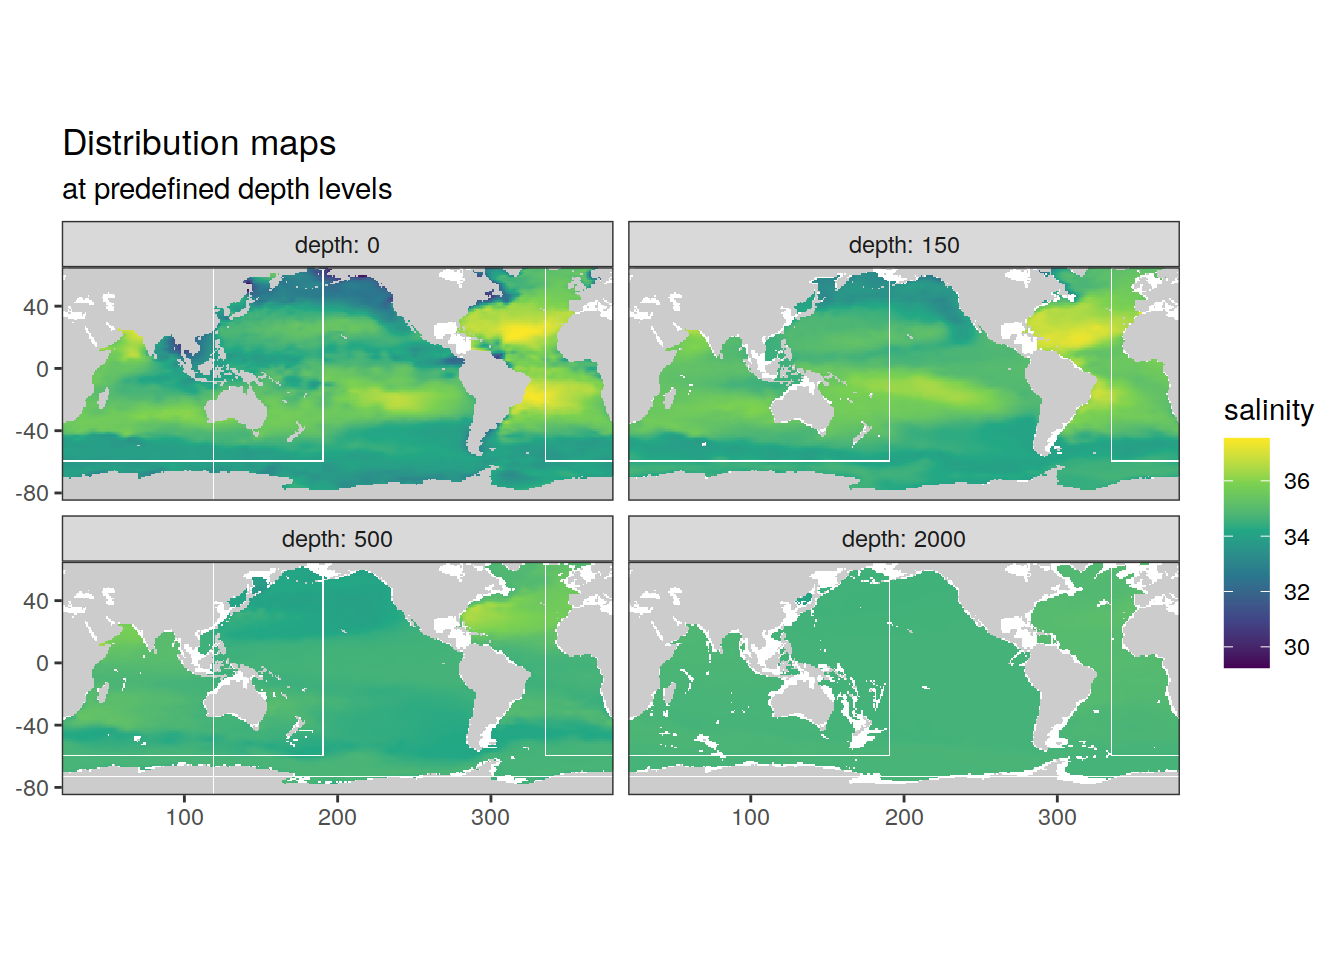 Distribution maps
at predefined depth levels
depth: 0
depth: 150
40
0
-40
-80
depth: 500
depth: 2000
40
0
-40
-80
100
200
300
100
200
300
salinity
36
34
32
30